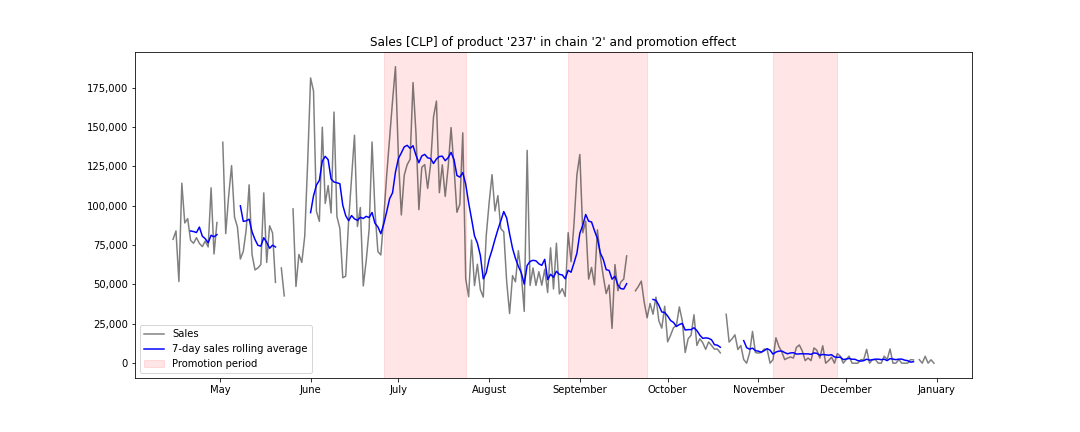 Sales [CLP] of product '237' in chain '2' and promotion effect
175,000
150,000
125,000
100,000
75,000
50,000
25,000
0
Sales
7-day sales rolling average
Promotion period
May June July August September October November December January